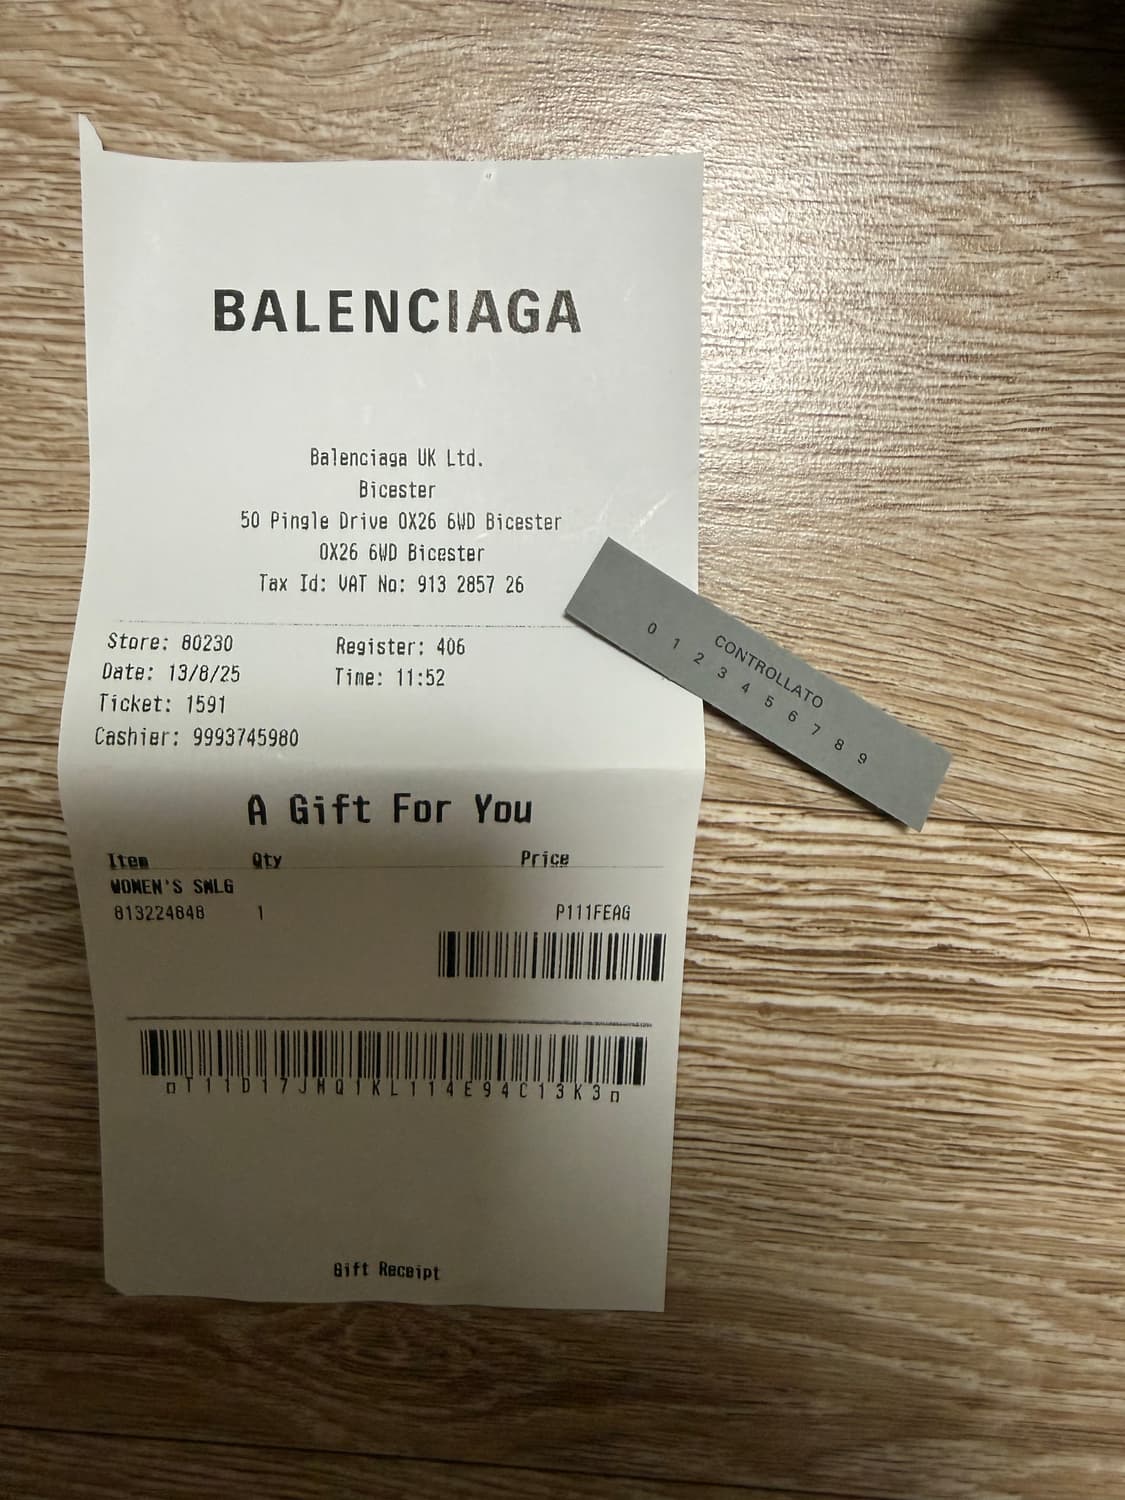 BALENCIAGA
Balenciaga UK Ltd.
Bicester
50 Pingle Drive OX26 6WD Bicester
OX26 6WD Bicester
Tax Id: VAT No: 913 2857 26
Store: 80230 Register: 406
Date: 13/8/25 Time: 11:52
Ticket: 1591
Cashier: 9993745980
A Gift For You
Item Qty Price
WOMEN'S SMLG
813224848 1 P111FEAG
T11D17JMQ1KL114E94C13K3
Gift Receipt
CONTROLLATO
0 1 2 3 4 5 6 7 8 9